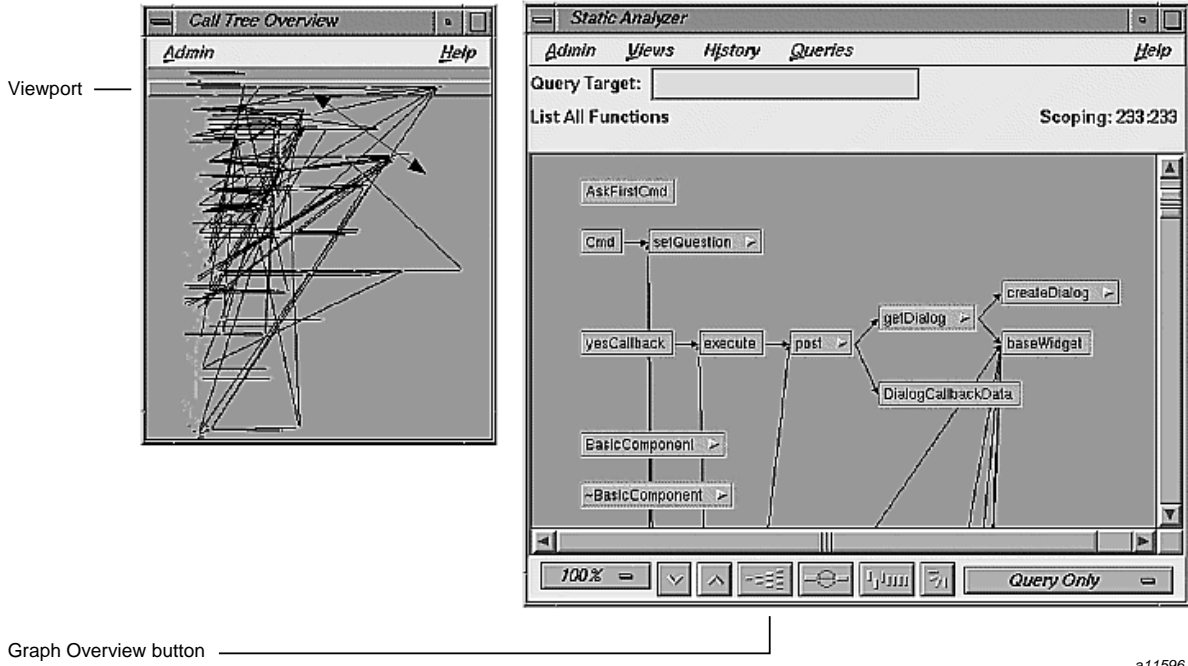 Call Tree Overview
Admin
Help
Viewport
Static Analyzer
Admin
Views
History
Queries
Help
Query Target:
List All Functions
Scoping: 233:233
AskFirstCmd
Cmd
setQuestion
createDialog
getDialog
yesCallback
execute
post
baseWidget
DialogCallbackData
BasicComponent
~BasicComponent
100%
Query Only
Graph Overview button
a11596